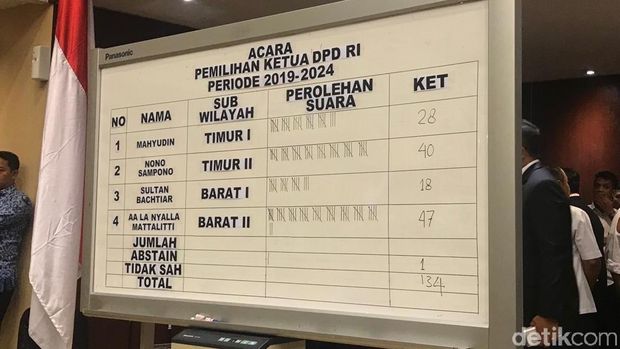 Panasonic
ACARA
PEMILIHAN KETUA DPD RI
PERIODE 2019-2024
NO NAMA SUB WILAYAH PEROLEHAN SUARA KET
1 MAHYUDIN TIMUR I 28
2 NONO SAMPONO TIMUR II 40
3 SULTAN BACHTIAR BARAT I 18
4 AA LA NYALLA MATTALITTI BARAT II 47
JUMLAH
ABSTAIN
TIDAK SAH 1
TOTAL 134
Panasonic
detikcom